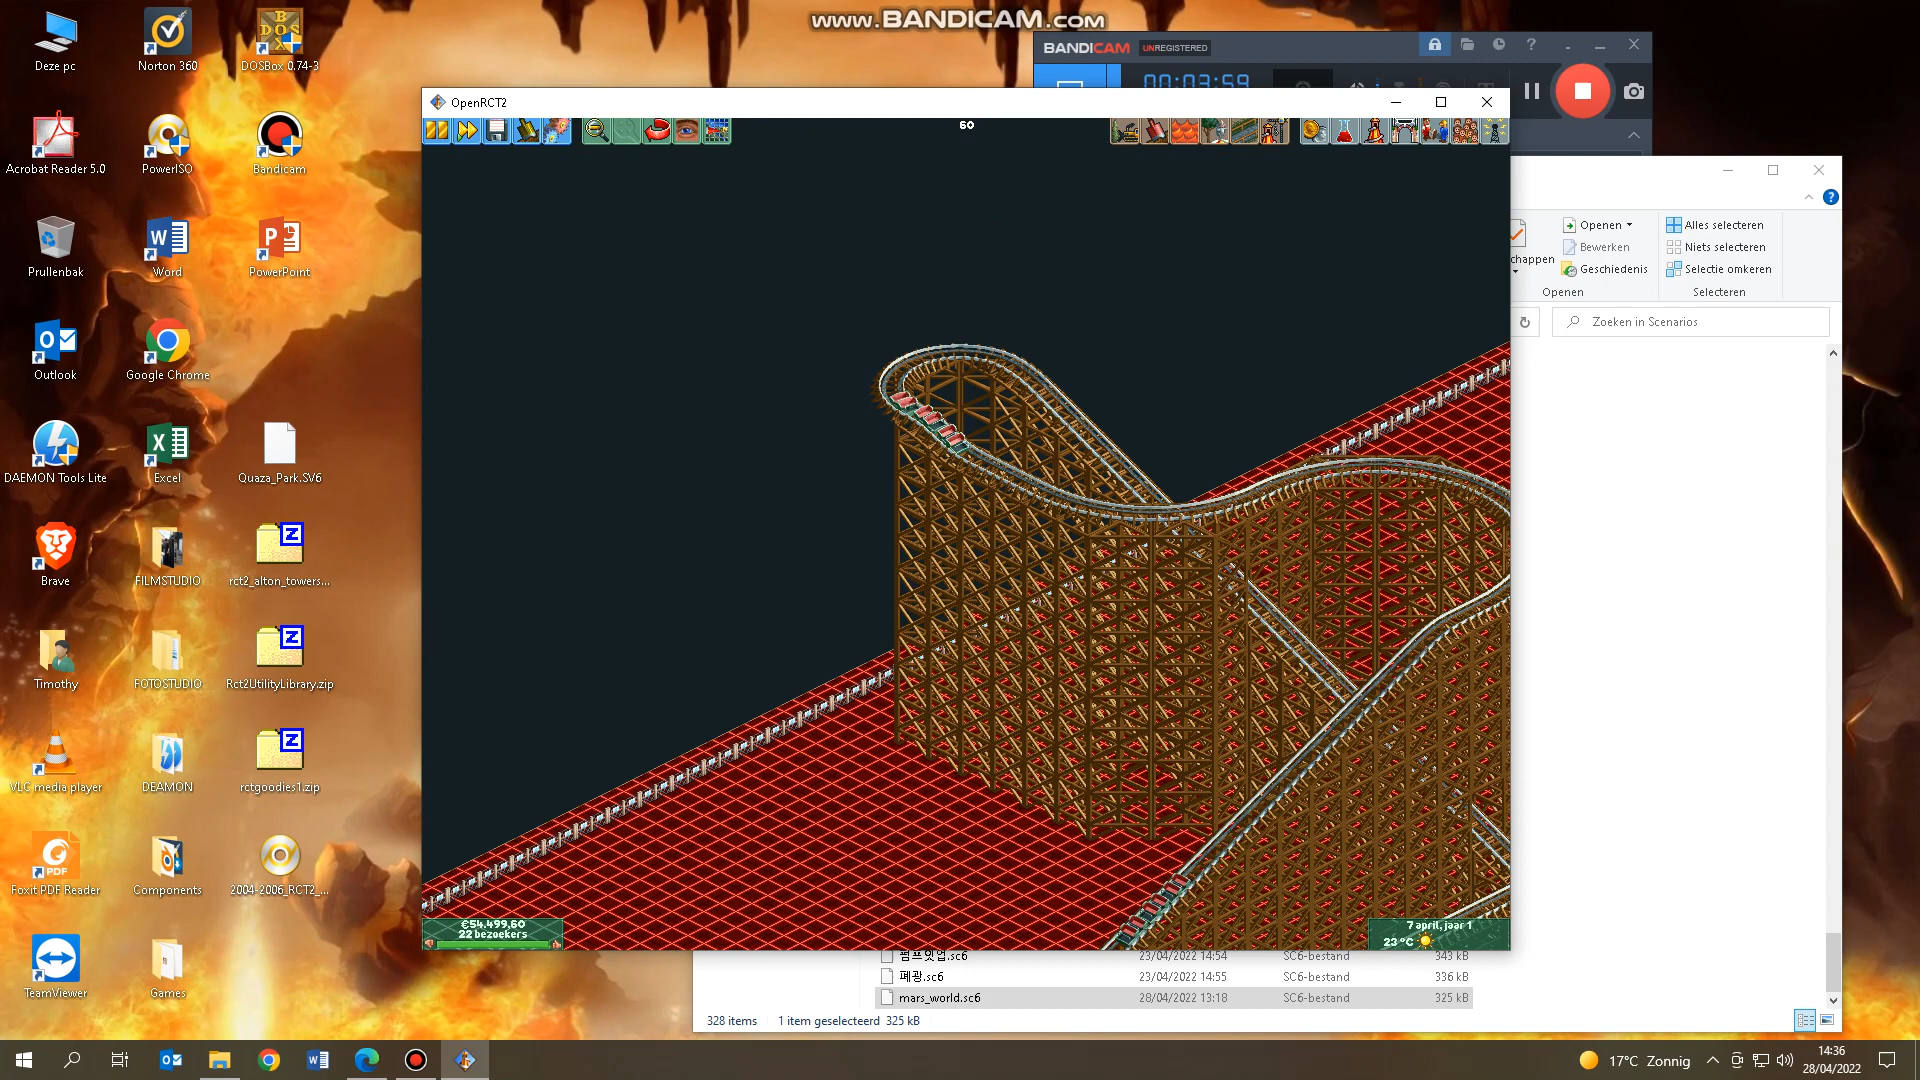 www.BANDICAM.com
Deze pc
Norton 360
DOSBox 0.74-3
BANDICAM UNREGISTERED
00:03:59
OpenRCT2
60
Acrobat Reader 5.0
PowerISO
Bandicam
Openen
Alles selecteren
Bewerken
Niets selecteren
chappen
Geschiedenis
Selectie omkeren
Openen
Selecteren
Zoeken in Scenarios
Prullenbak
Word
PowerPoint
Outlook
Google Chrome
DAEMON Tools Lite
Excel
Quaza_Park.SV6
Brave
FILMSTUDIO
rct2_alton_towers...
Timothy
FOTOSTUDIO
Rct2UtilityLibrary.zip
VLC media player
DEAMON
rctgoodies1.zip
Foxit PDF Reader
Components
2004-2006_RCT2_...
TeamViewer
Games
€54.499,60
22 bezoekers
7 april, jaar 1
23 °C
펌프잇업.sc6 23/04/2022 14:54 SC6-bestand 343 kB
폐광.sc6 23/04/2022 14:55 SC6-bestand 336 kB
mars_world.sc6 28/04/2022 13:18 SC6-bestand 325 kB
328 items 1 item geselecteerd 325 kB
17°C Zonnig
14:36
28/04/2022